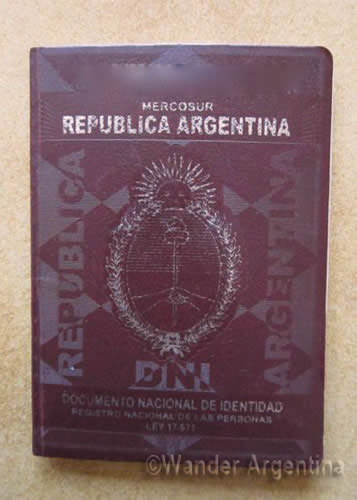 MERCOSUR
REPUBLICA ARGENTINA
REPUBLICA
ARGENTINA
DNI
DOCUMENTO NACIONAL DE IDENTIDAD
REGISTRO NACIONAL DE LAS PERSONAS
LEY 17.671
©Wander Argentina